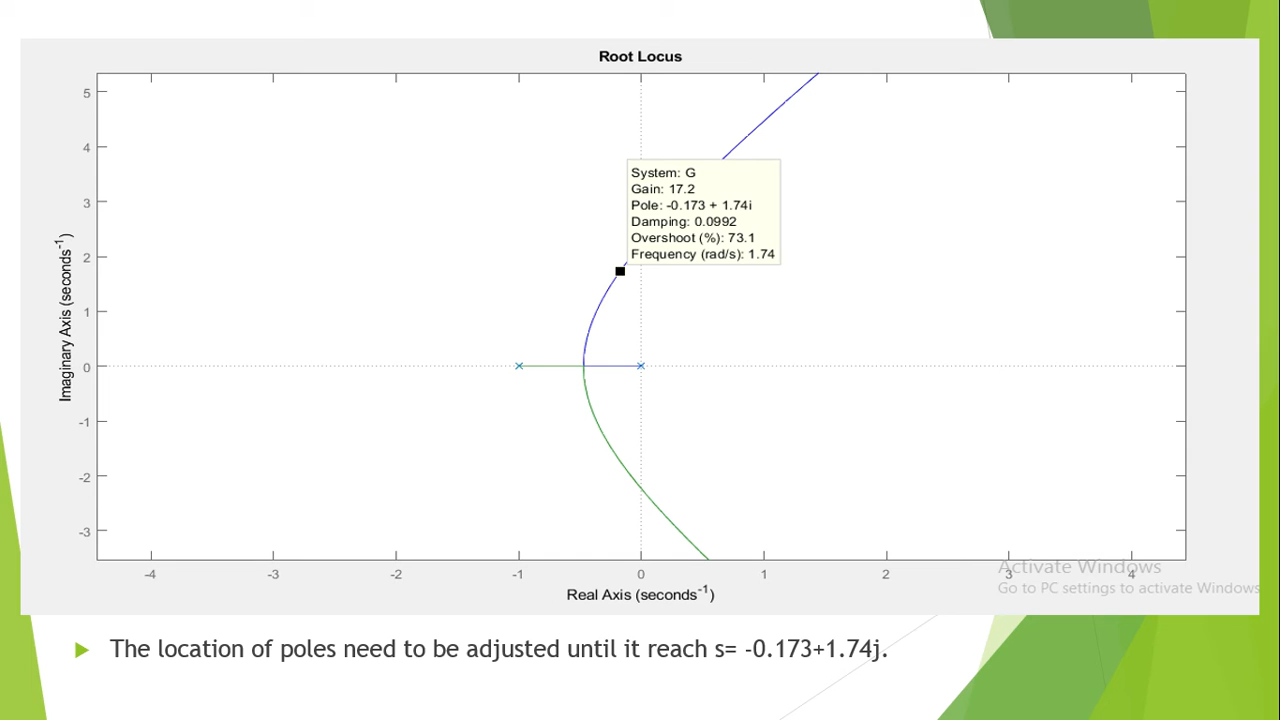 Root Locus
System: G
Gain: 17.2
Pole: -0.173 + 1.74i
Damping: 0.0992
Overshoot (%): 73.1
Frequency (rad/s): 1.74
Imaginary Axis (seconds⁻¹)
5
4
3
2
1
0
-1
-2
-3
-4
-3
-2
-1
0
1
2
3
4
Real Axis (seconds⁻¹)
Activate Windows
Go to PC settings to activate Windows
The location of poles need to be adjusted until it reach s= -0.173+1.74j.